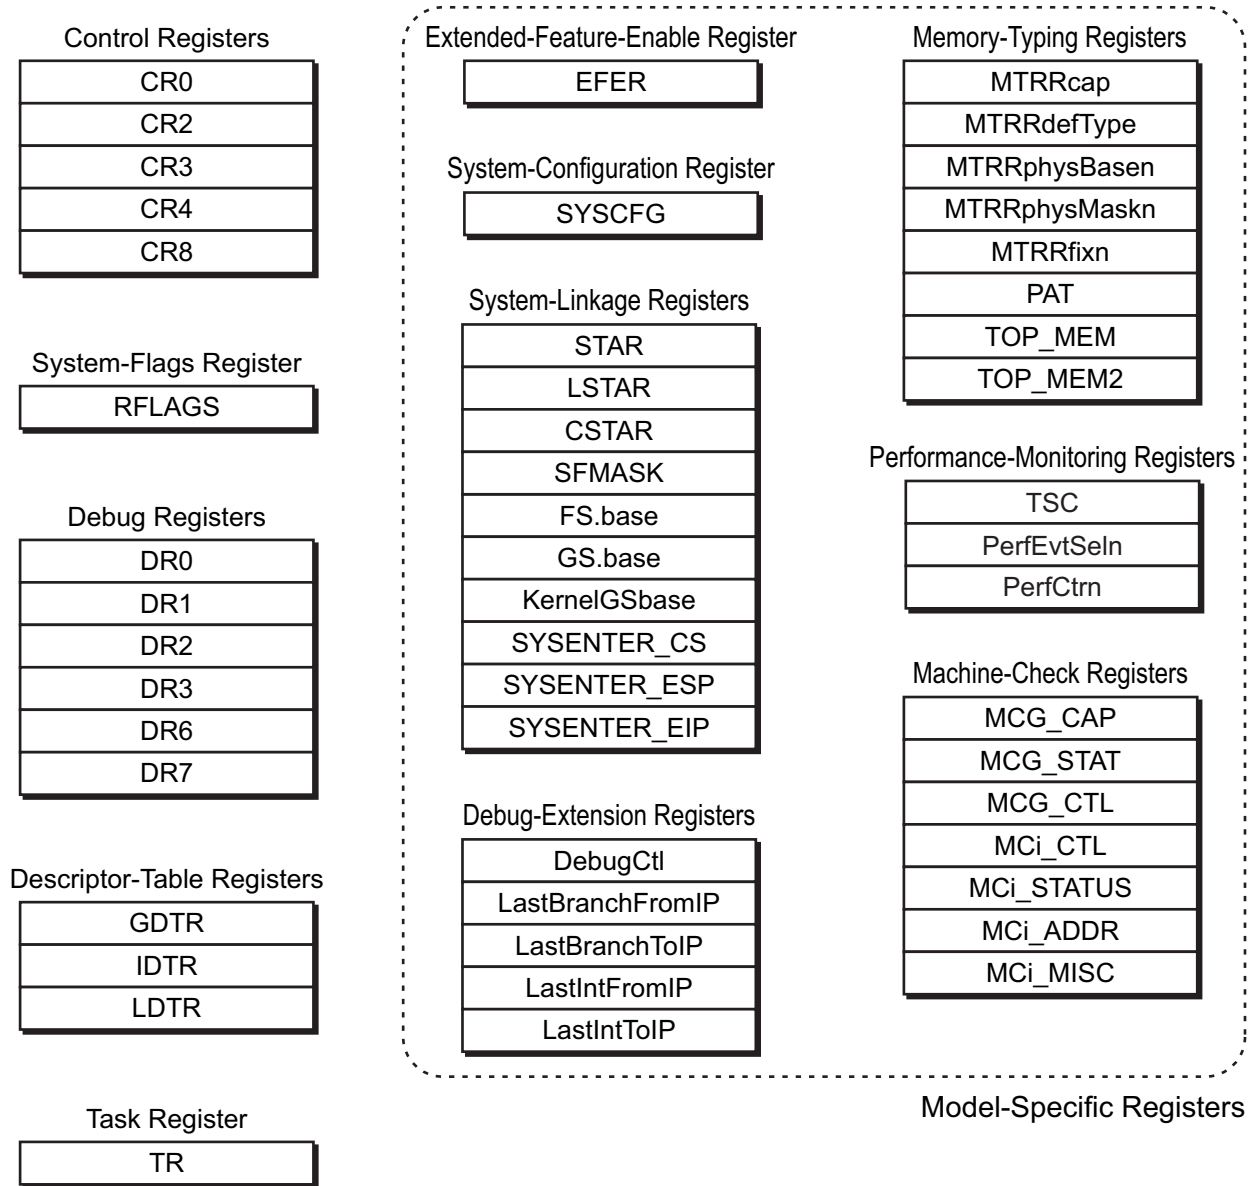 Control Registers
CR0
CR2
CR3
CR4
CR8
System-Flags Register
RFLAGS
Debug Registers
DR0
DR1
DR2
DR3
DR6
DR7
Descriptor-Table Registers
GDTR
IDTR
LDTR
Task Register
TR
Extended-Feature-Enable Register
EFER
System-Configuration Register
SYSCFG
System-Linkage Registers
STAR
LSTAR
CSTAR
SFMASK
FS.base
GS.base
KernelGSbase
SYSENTER_CS
SYSENTER_ESP
SYSENTER_EIP
Debug-Extension Registers
DebugCtl
LastBranchFromIP
LastBranchToIP
LastIntFromIP
LastIntToIP
Memory-Typing Registers
MTRRcap
MTRRdefType
MTRRphysBasen
MTRRphysMaskn
MTRRfixn
PAT
TOP_MEM
TOP_MEM2
Performance-Monitoring Registers
TSC
PerfEvtSeln
PerfCtrn
Machine-Check Registers
MCG_CAP
MCG_STAT
MCG_CTL
MCi_CTL
MCi_STATUS
MCi_ADDR
MCi_MISC
Model-Specific Registers